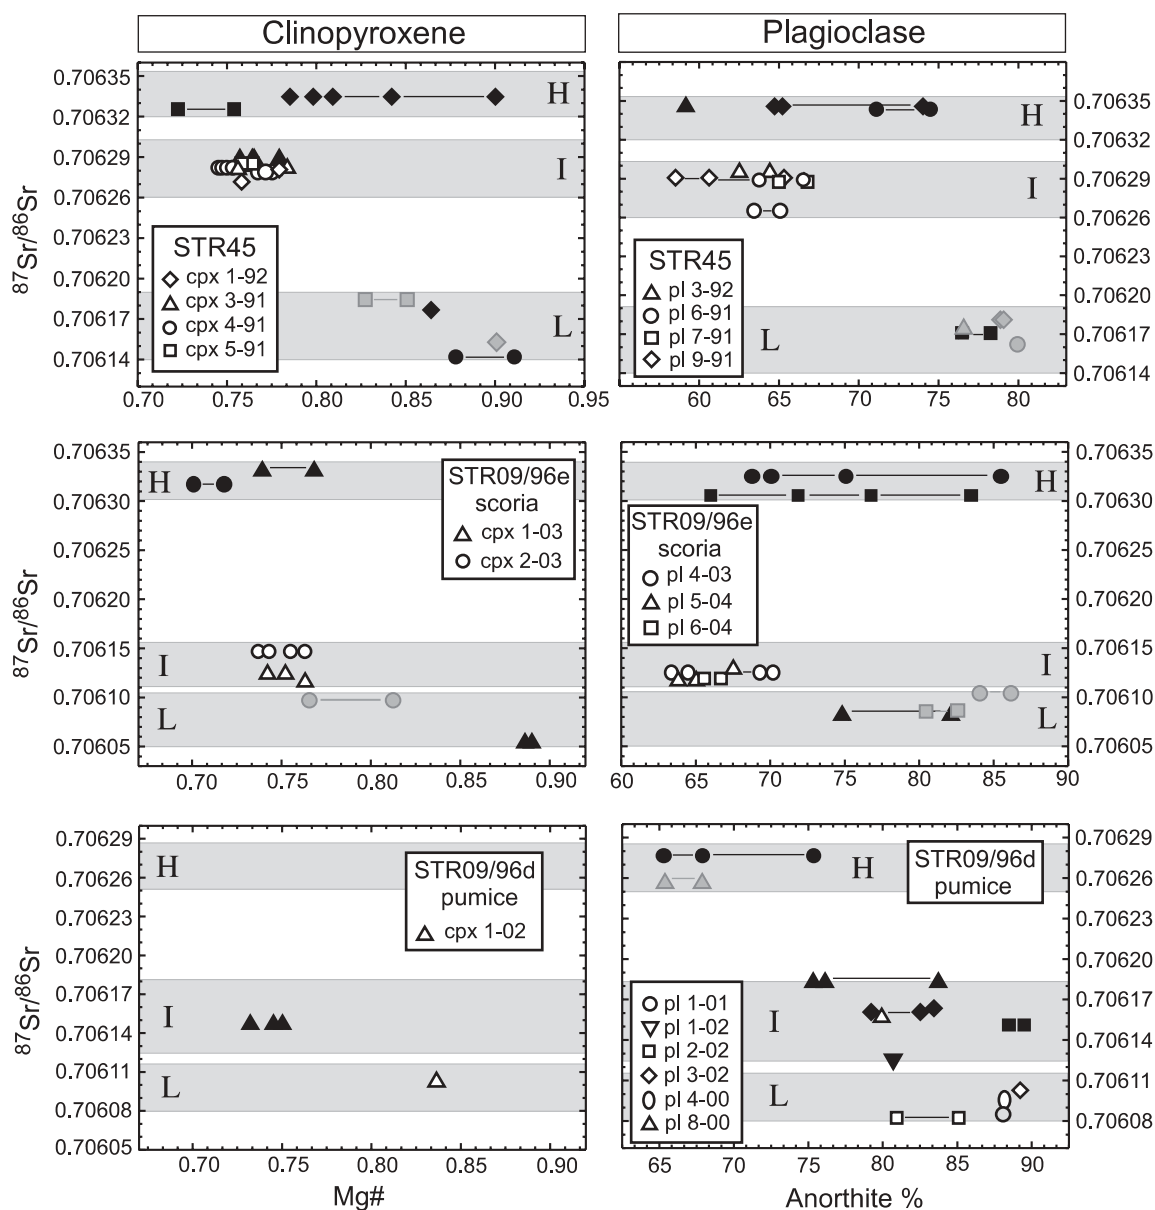 Clinopyroxene
Plagioclase
0.70635
0.70632
0.70629
0.70626
0.70623
0.70620
0.70617
0.70614
87Sr/86Sr
H
I
L
STR45
cpx 1-92
cpx 3-91
cpx 4-91
cpx 5-91
0.70 0.75 0.80 0.85 0.90 0.95
H
I
L
STR45
pl 3-92
pl 6-91
pl 7-91
pl 9-91
0.70635
0.70632
0.70629
0.70626
0.70623
0.70620
0.70617
0.70614
60 65 70 75 80
0.70635
0.70630
0.70625
0.70620
0.70615
0.70610
0.70605
87Sr/86Sr
H
I
L
STR09/96e
scoria
cpx 1-03
cpx 2-03
0.70 0.75 0.80 0.85 0.90
H
I
L
STR09/96e
scoria
pl 4-03
pl 5-04
pl 6-04
0.70635
0.70630
0.70625
0.70620
0.70615
0.70610
0.70605
60 65 70 75 80 85 90
0.70629
0.70626
0.70623
0.70620
0.70617
0.70614
0.70611
0.70608
0.70605
87Sr/86Sr
H
I
L
STR09/96d
pumice
cpx 1-02
0.70 0.75 0.80 0.85 0.90
Mg#
H
I
L
STR09/96d
pumice
pl 1-01
pl 1-02
pl 2-02
pl 3-02
pl 4-00
pl 8-00
0.70629
0.70626
0.70623
0.70620
0.70617
0.70614
0.70611
0.70608
65 70 75 80 85 90
Anorthite %